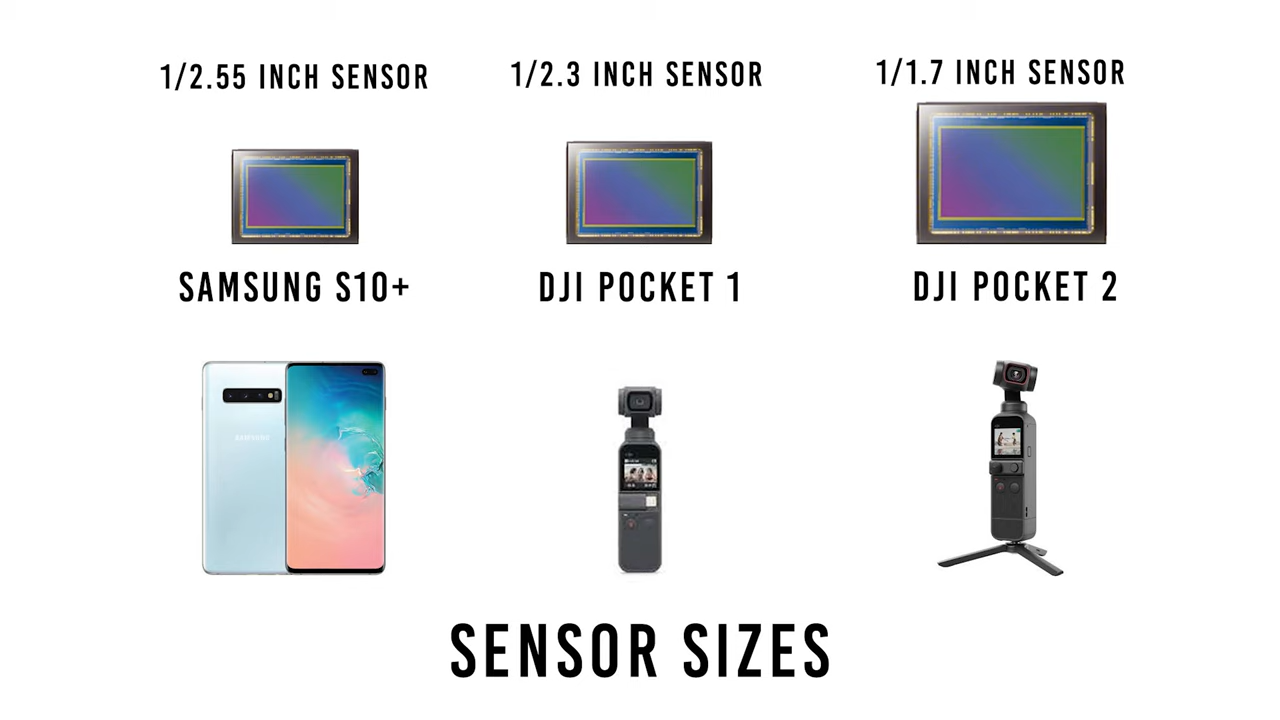 1/2.55 INCH SENSOR
1/2.3 INCH SENSOR
1/1.7 INCH SENSOR
SAMSUNG S10+
DJI POCKET 1
DJI POCKET 2
SAMSUNG
SENSOR SIZES